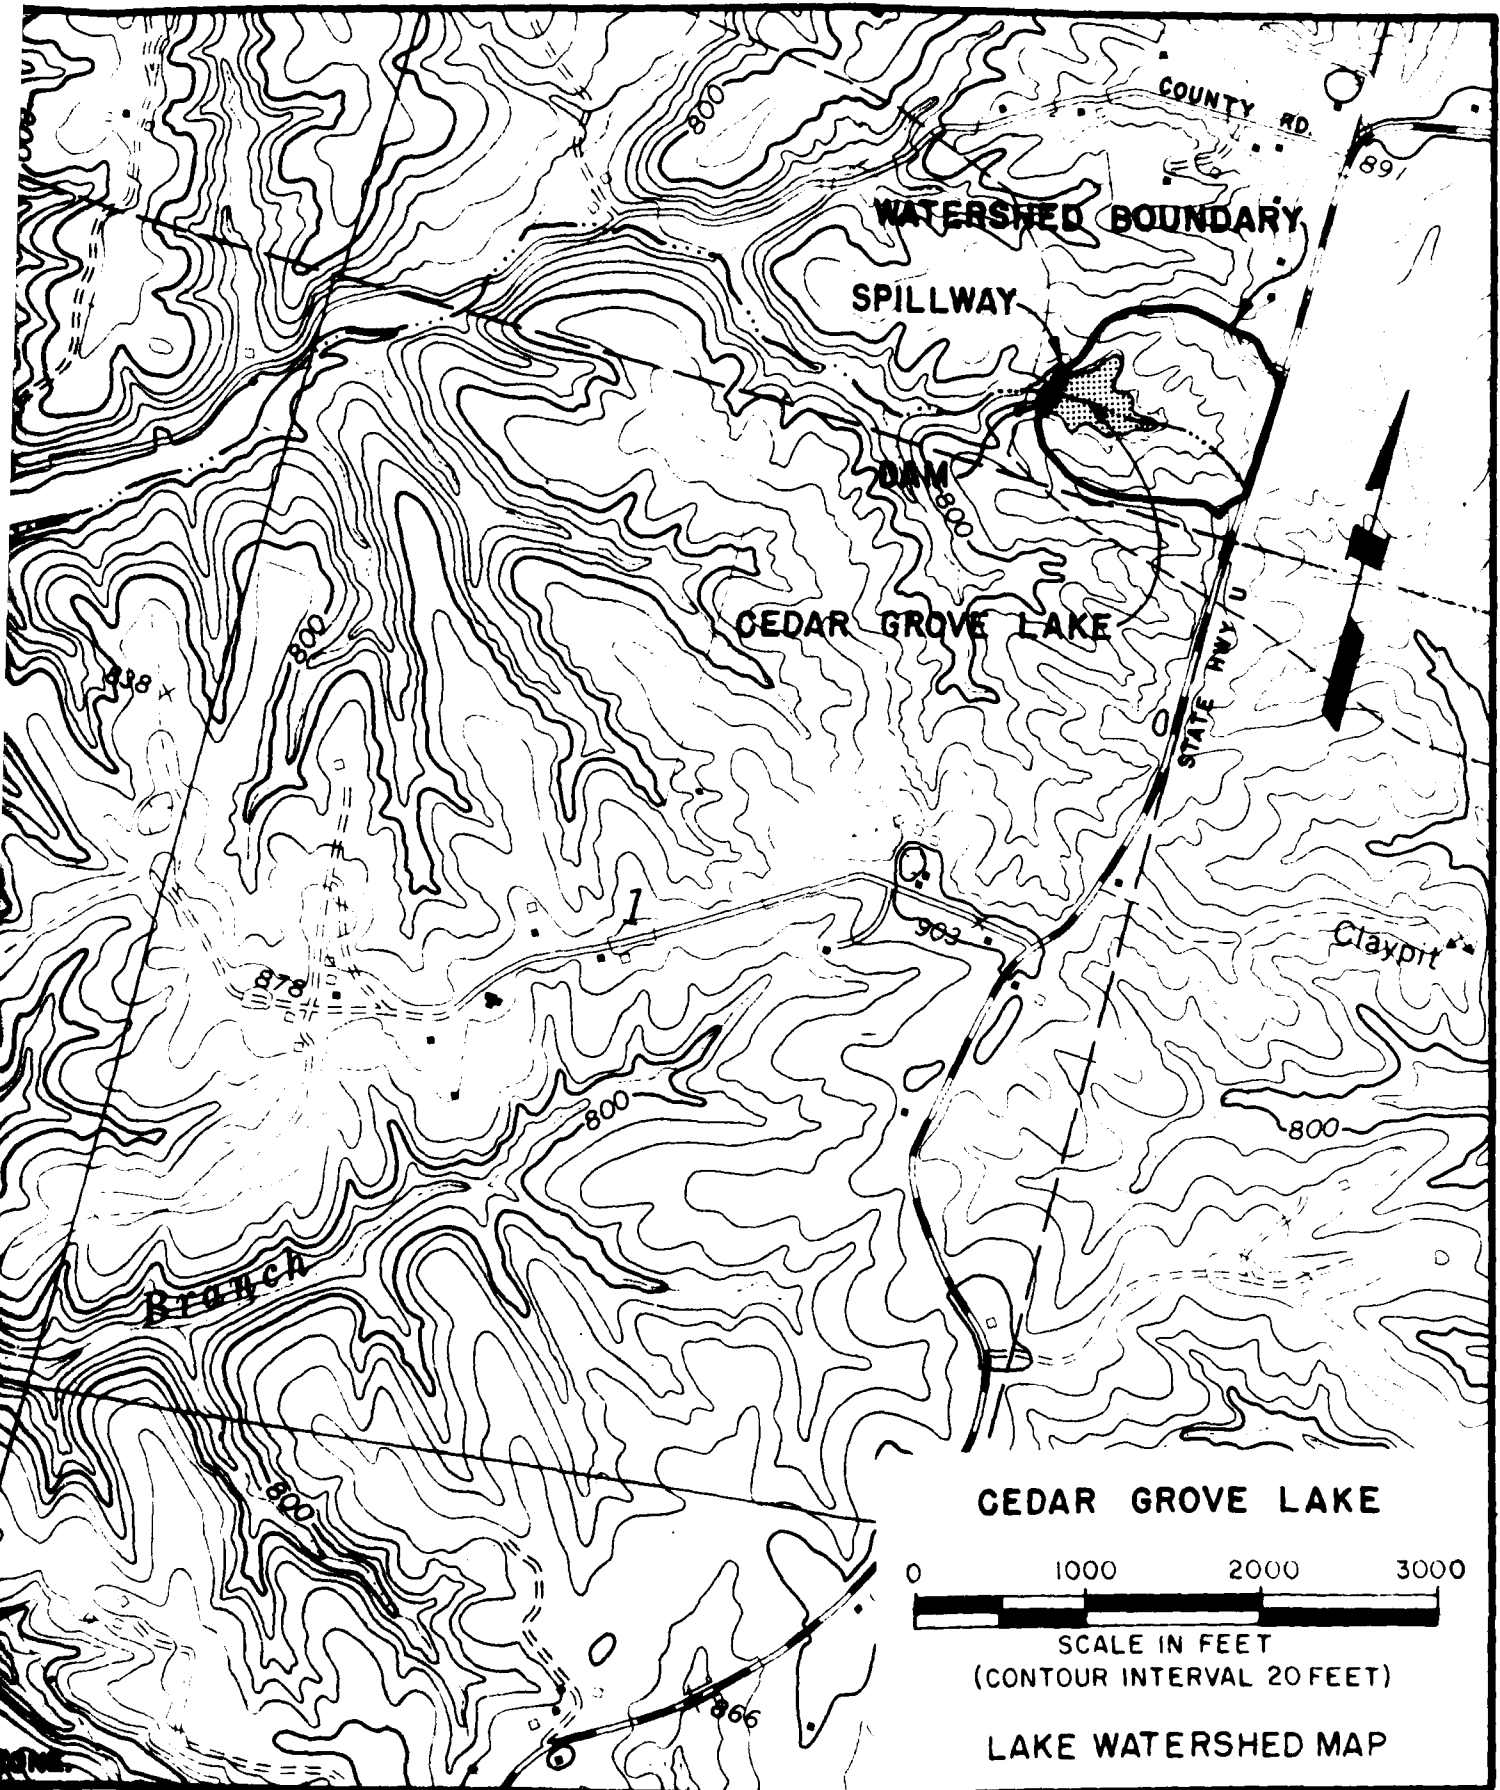 800
COUNTY RD.
891
WATERSHED BOUNDARY
SPILLWAY
DAM
800
CEDAR GROVE LAKE
STATE HWY U
800
838
1
903
Claypit
878
800
800
Branch
800
CEDAR GROVE LAKE
0 1000 2000 3000
SCALE IN FEET
(CONTOUR INTERVAL 20 FEET)
866
LAKE WATERSHED MAP